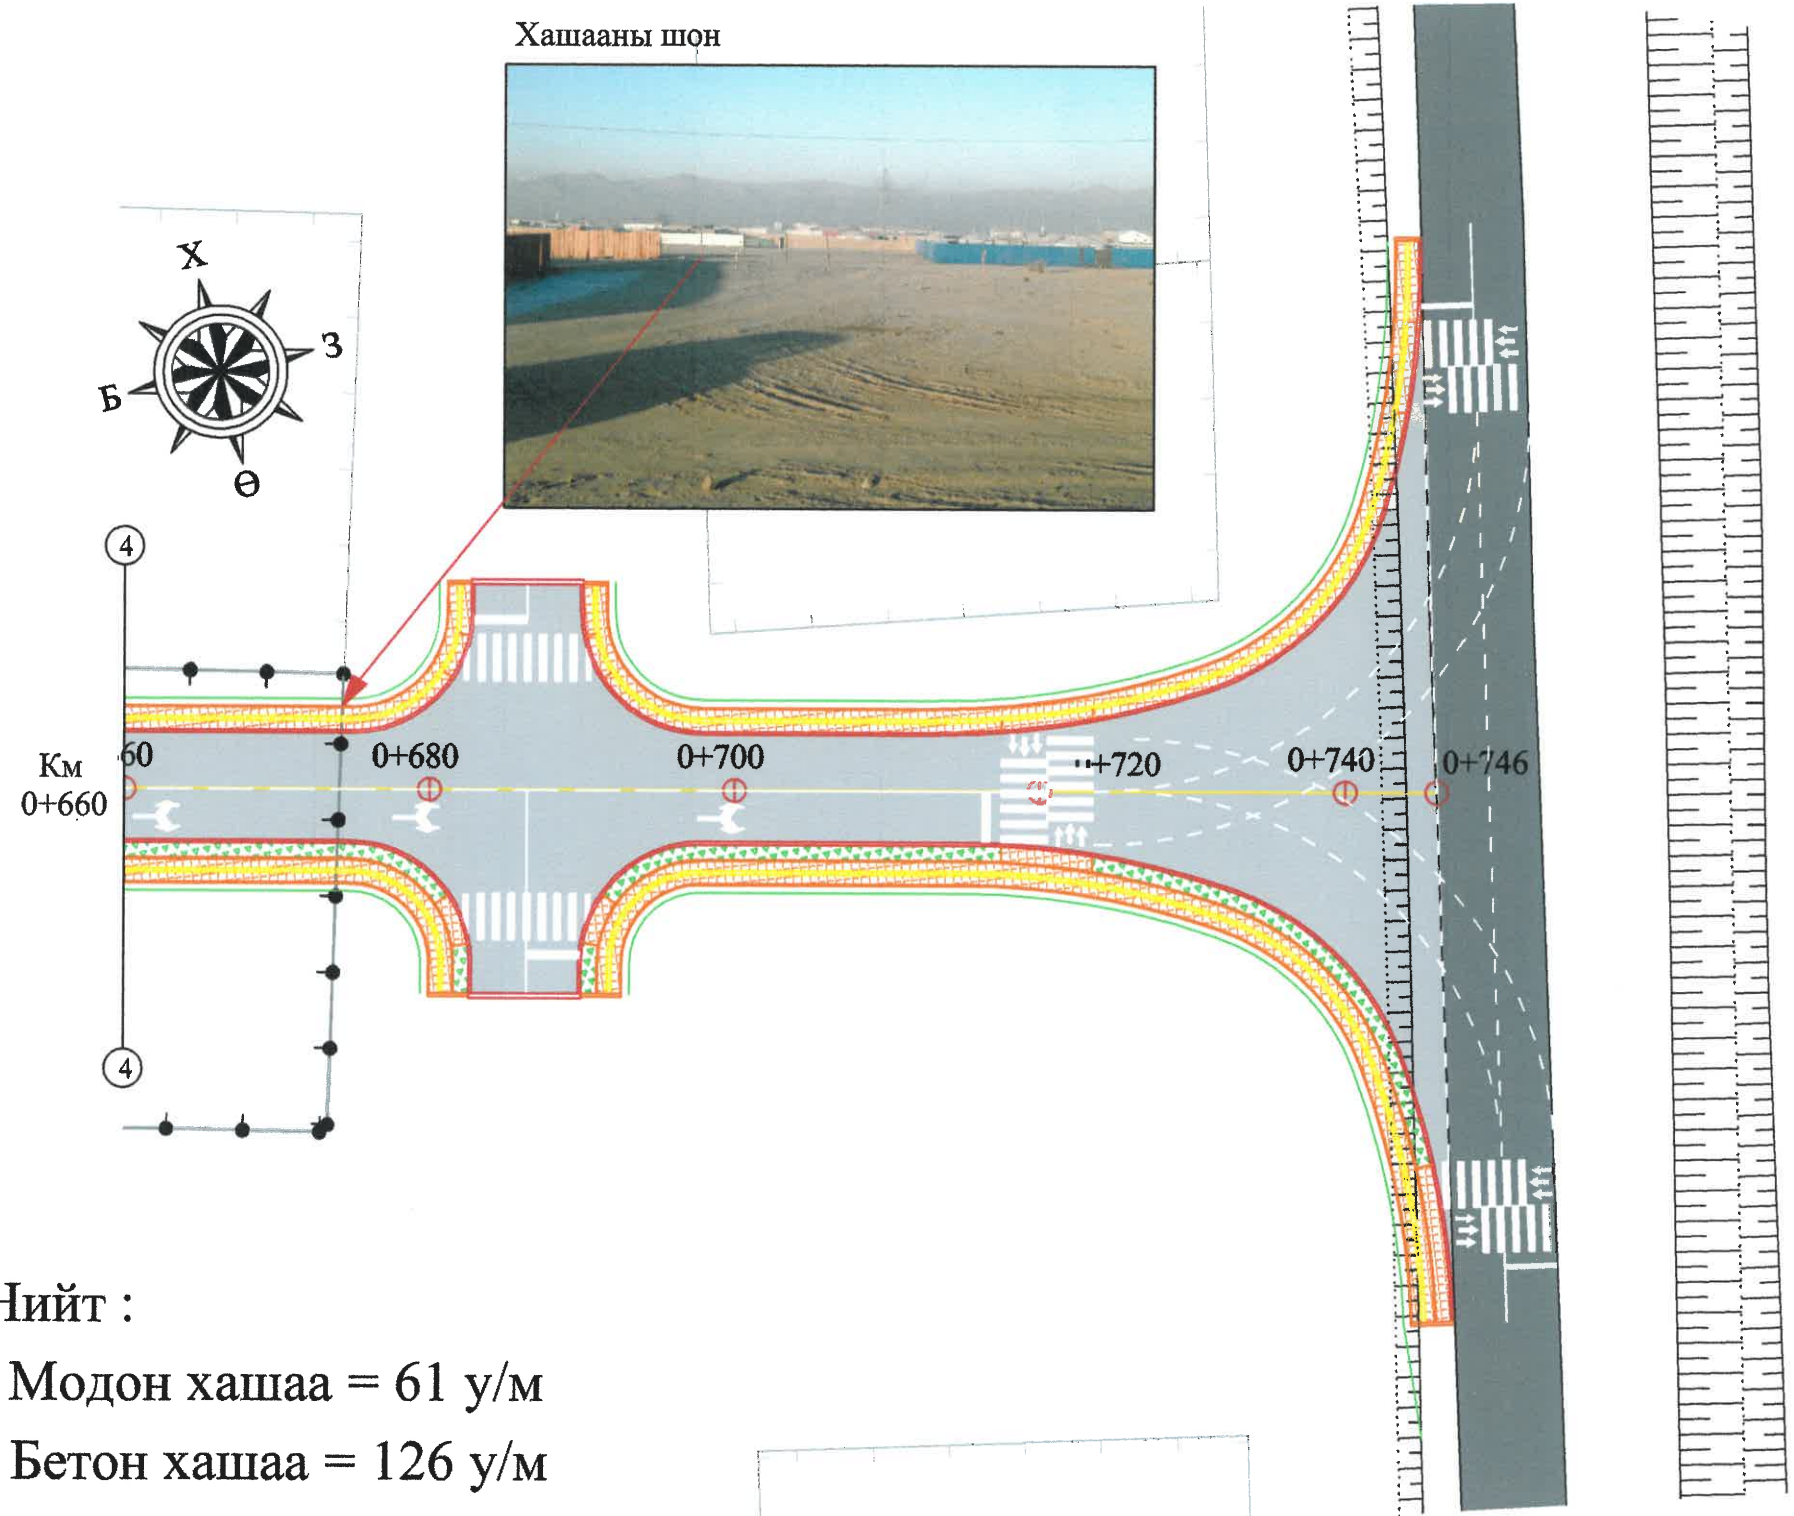 Хашааны шон
Х
З
Б
Ө
4
Км
0+660
60
0+680
0+700
+720
0+740
0+746
4
Нийт :
Модон хашаа = 61 у/м
Бетон хашаа = 126 у/м